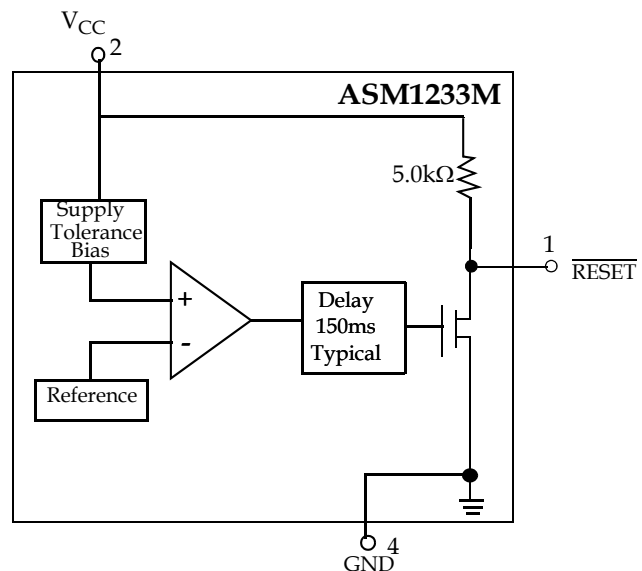 V_CC
2
ASM1233M
5.0kΩ
Supply
Tolerance
Bias
1
RESET
+
Delay
150ms
Typical
-
Reference
4
GND